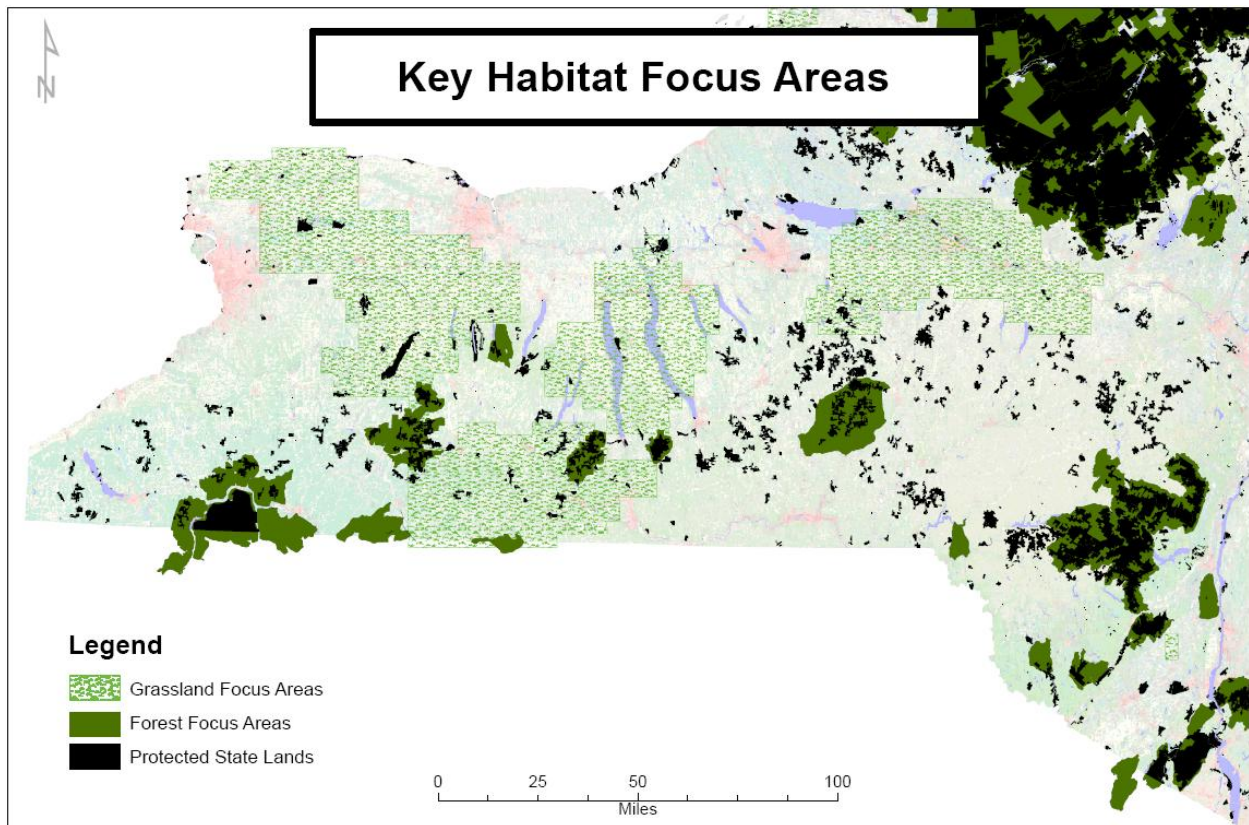 N
Key Habitat Focus Areas
Legend
Grassland Focus Areas
Forest Focus Areas
Protected State Lands
0 25 50 100
Miles